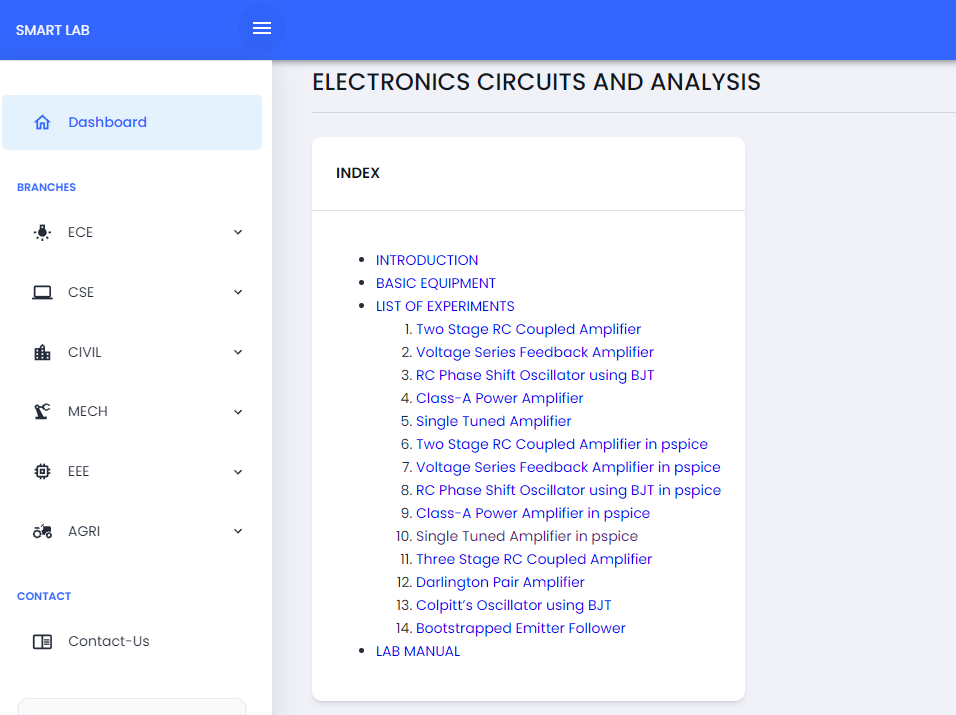 SMART LAB
Dashboard
BRANCHES
ECE
CSE
CIVIL
MECH
EEE
AGRI
CONTACT
Contact-Us
ELECTRONICS CIRCUITS AND ANALYSIS
INDEX
INTRODUCTION
BASIC EQUIPMENT
LIST OF EXPERIMENTS
1. Two Stage RC Coupled Amplifier
2. Voltage Series Feedback Amplifier
3. RC Phase Shift Oscillator using BJT
4. Class-A Power Amplifier
5. Single Tuned Amplifier
6. Two Stage RC Coupled Amplifier in pspice
7. Voltage Series Feedback Amplifier in pspice
8. RC Phase Shift Oscillator using BJT in pspice
9. Class-A Power Amplifier in pspice
10. Single Tuned Amplifier in pspice
11. Three Stage RC Coupled Amplifier
12. Darlington Pair Amplifier
13. Colpitt’s Oscillator using BJT
14. Bootstrapped Emitter Follower
LAB MANUAL